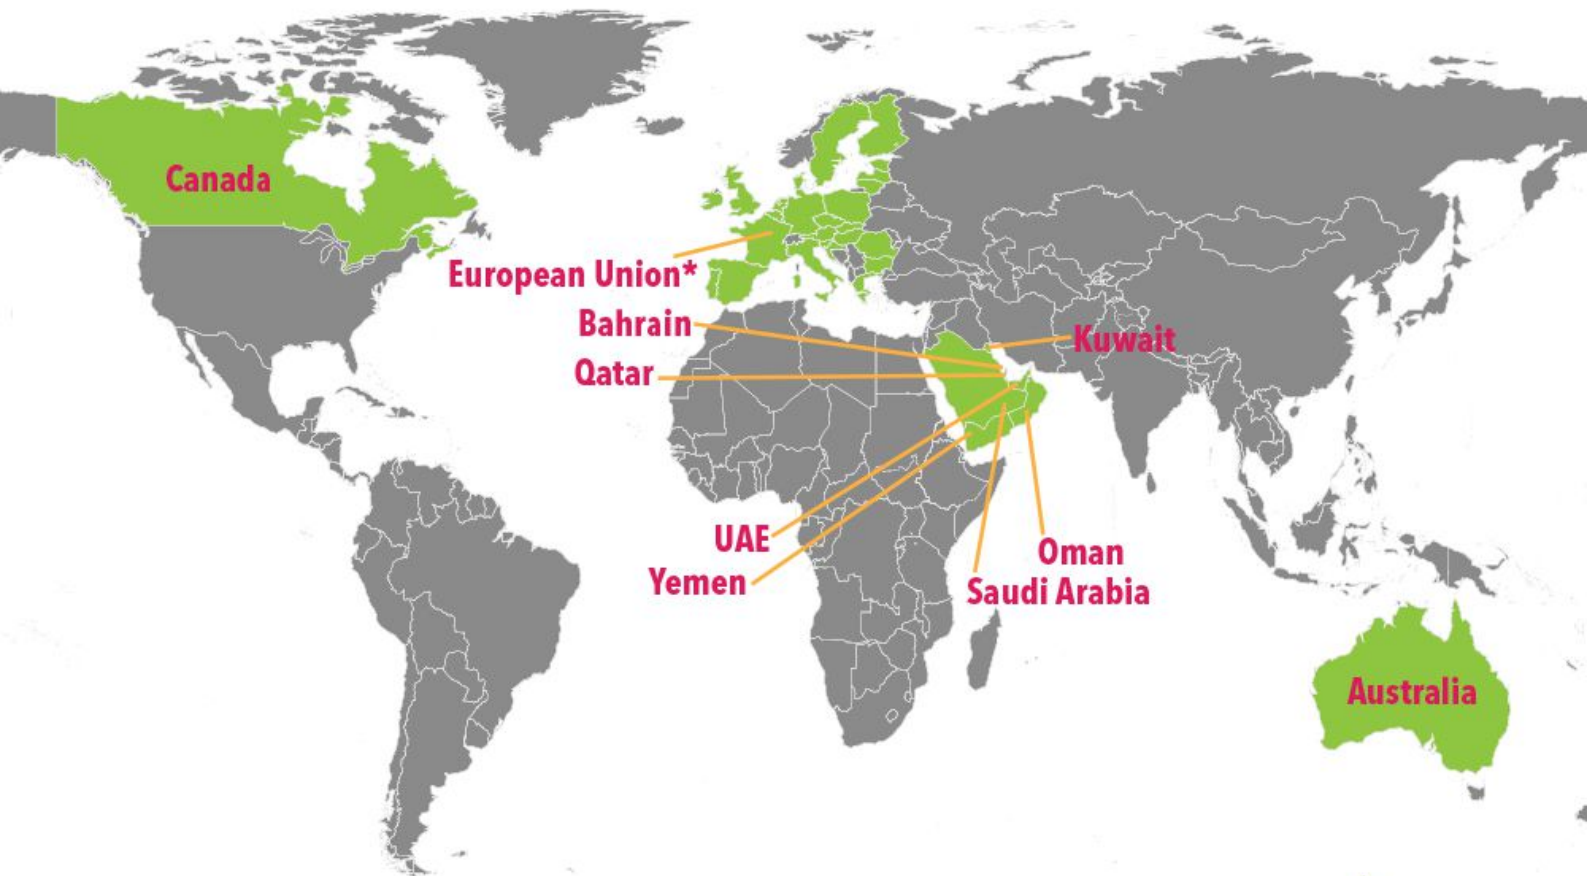 Canada
European Union*
Bahrain
Kuwait
Qatar
UAE
Oman
Yemen
Saudi Arabia
Australia